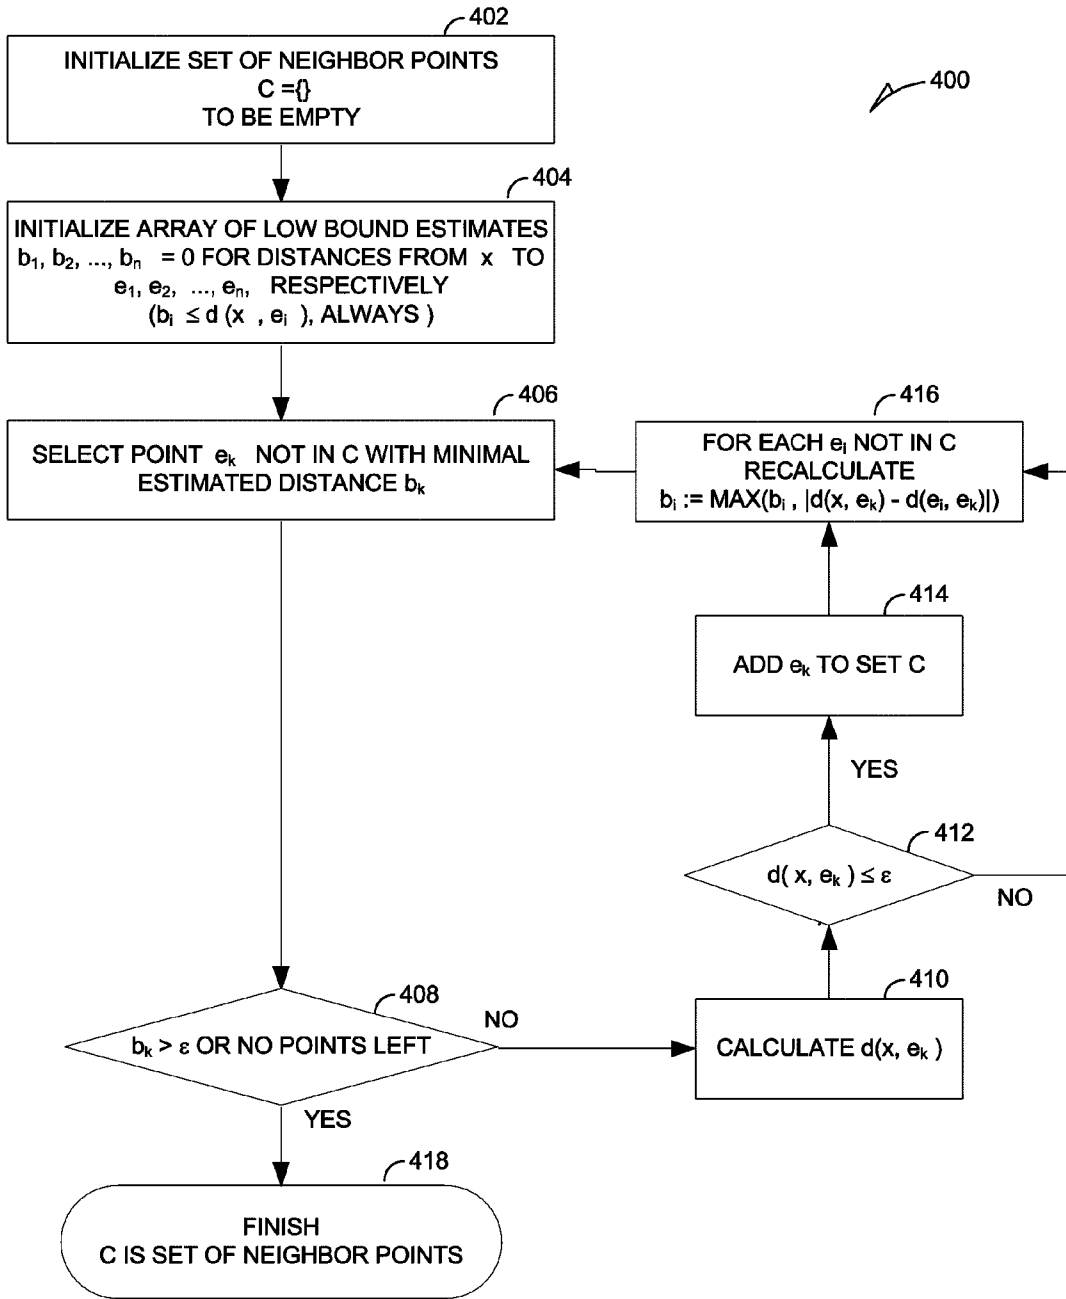 402
INITIALIZE SET OF NEIGHBOR POINTS
C ={}
TO BE EMPTY
400
404
INITIALIZE ARRAY OF LOW BOUND ESTIMATES
b₁, b₂, ..., bₙ = 0 FOR DISTANCES FROM x TO
e₁, e₂, ..., eₙ, RESPECTIVELY
(bᵢ ≤ d (x , eᵢ ), ALWAYS )
406
SELECT POINT eₖ NOT IN C WITH MINIMAL
ESTIMATED DISTANCE bₖ
416
FOR EACH eᵢ NOT IN C
RECALCULATE
bᵢ := MAX(bᵢ , |d(x, eₖ) - d(eᵢ, eₖ)|)
414
ADD eₖ TO SET C
YES
412
d( x, eₖ ) ≤ ε
NO
410
CALCULATE d(x, eₖ )
408
bₖ > ε OR NO POINTS LEFT
NO
YES
418
FINISH
C IS SET OF NEIGHBOR POINTS